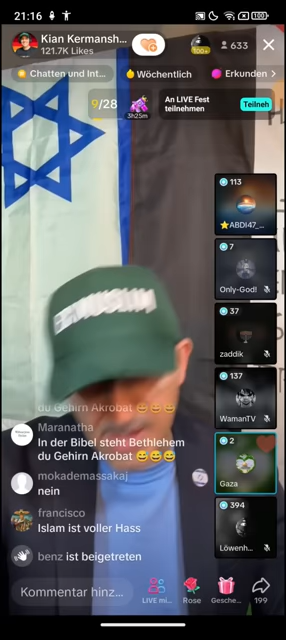 21:16
100
Kian Kermansh...
121.7K Likes
100+
633
Chatten und Int...
Wöchentlich
Erkunden
9/28
3h25m
An LIVE Fest
teilnehmen
Teilneh
113
ABDI47_...
7
Only-God!
37
zaddik
137
WamanTV
2
Gaza
394
Löwenh...
du Gehirn Akrobat 😅😅😅
Maranatha
In der Bibel steht Bethlehem
du Gehirn Akrobat 😅😅😅
mokademassakaj
nein
francisco
Islam ist voller Hass
benz ist beigetreten
Kommentar hinz...
LIVE mi...
Rose
Gesche...
199